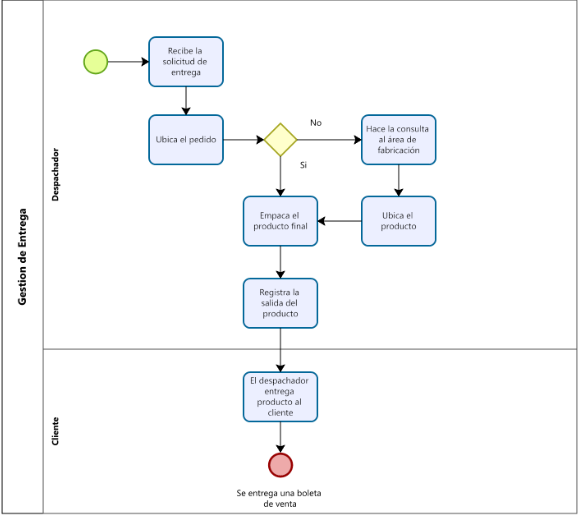 Gestion de Entrega
Despachador
Recibe la
solicitud de
entrega
Ubica el pedido
No
Si
Hace la consulta
al área de
fabricación
Empaca el
producto final
Ubica el
producto
Registra la
salida del
producto
Cliente
El despachador
entrega
producto al
cliente
Se entrega una boleta
de venta